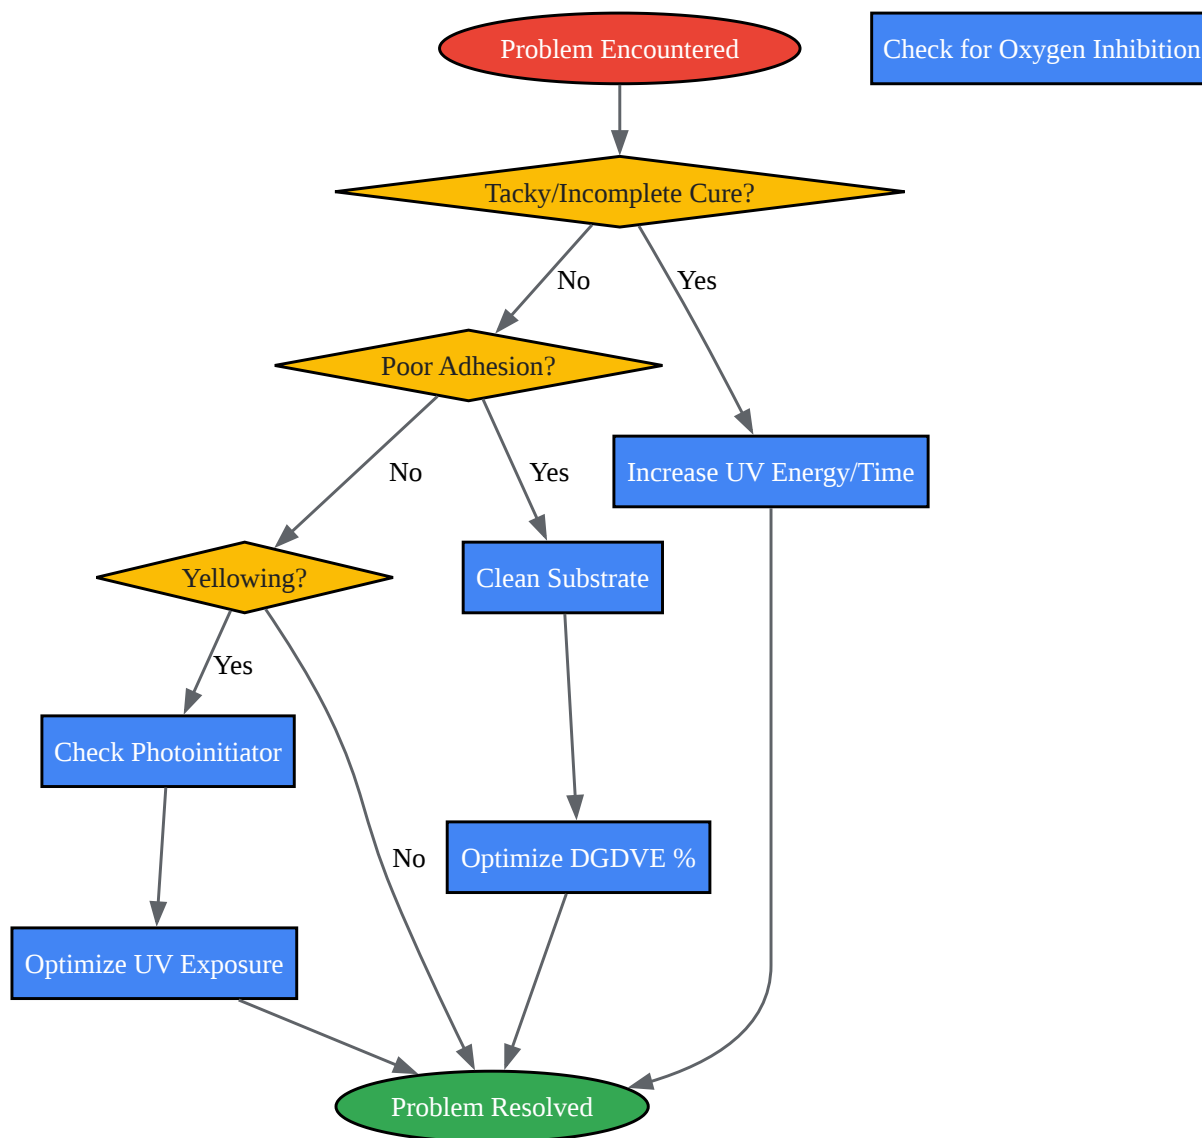 Problem Encountered
Check for Oxygen Inhibition
Tacky/Incomplete Cure?
No
Yes
Poor Adhesion?
No
Yes
Increase UV Energy/Time
Yellowing?
Clean Substrate
Yes
Check Photoinitiator
No
Optimize DGDVE %
Optimize UV Exposure
Problem Resolved